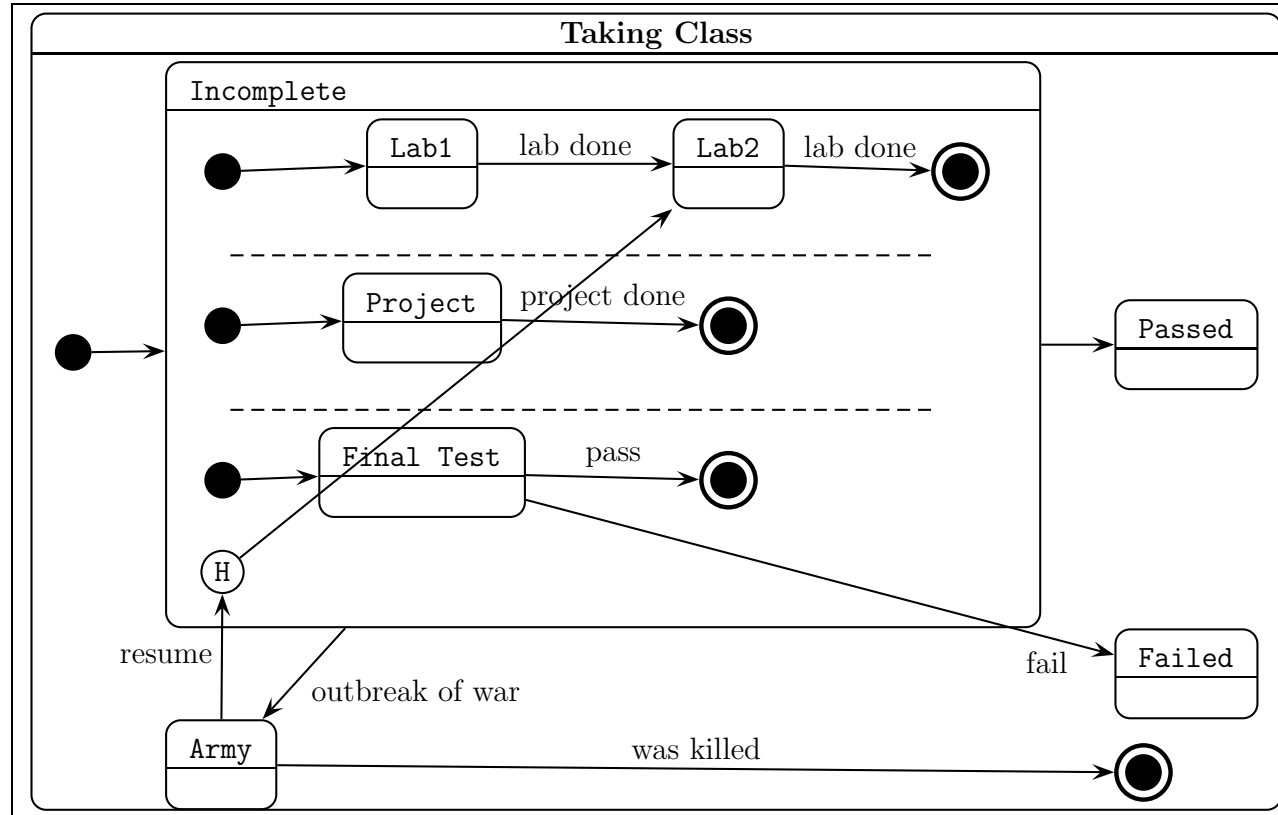 Taking Class
Incomplete
Lab1
lab done
Lab2
lab done
Project
project done
Passed
Final Test
pass
H
resume
fail
Failed
outbreak of war
Army
was killed